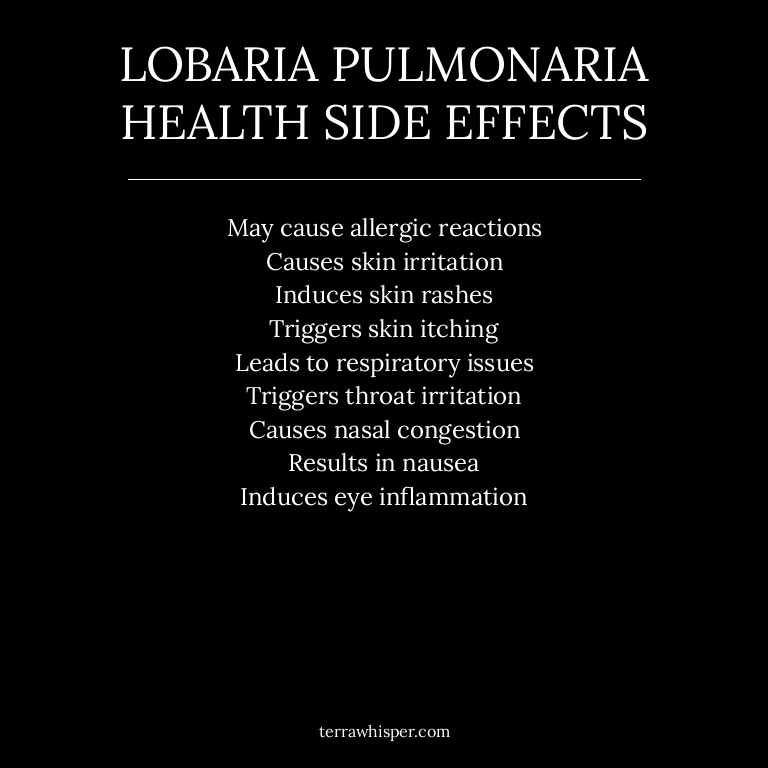 LOBARIA PULMONARIA
HEALTH SIDE EFFECTS
May cause allergic reactions
Causes skin irritation
Induces skin rashes
Triggers skin itching
Leads to respiratory issues
Triggers throat irritation
Causes nasal congestion
Results in nausea
Induces eye inflammation
terrawhisper.com